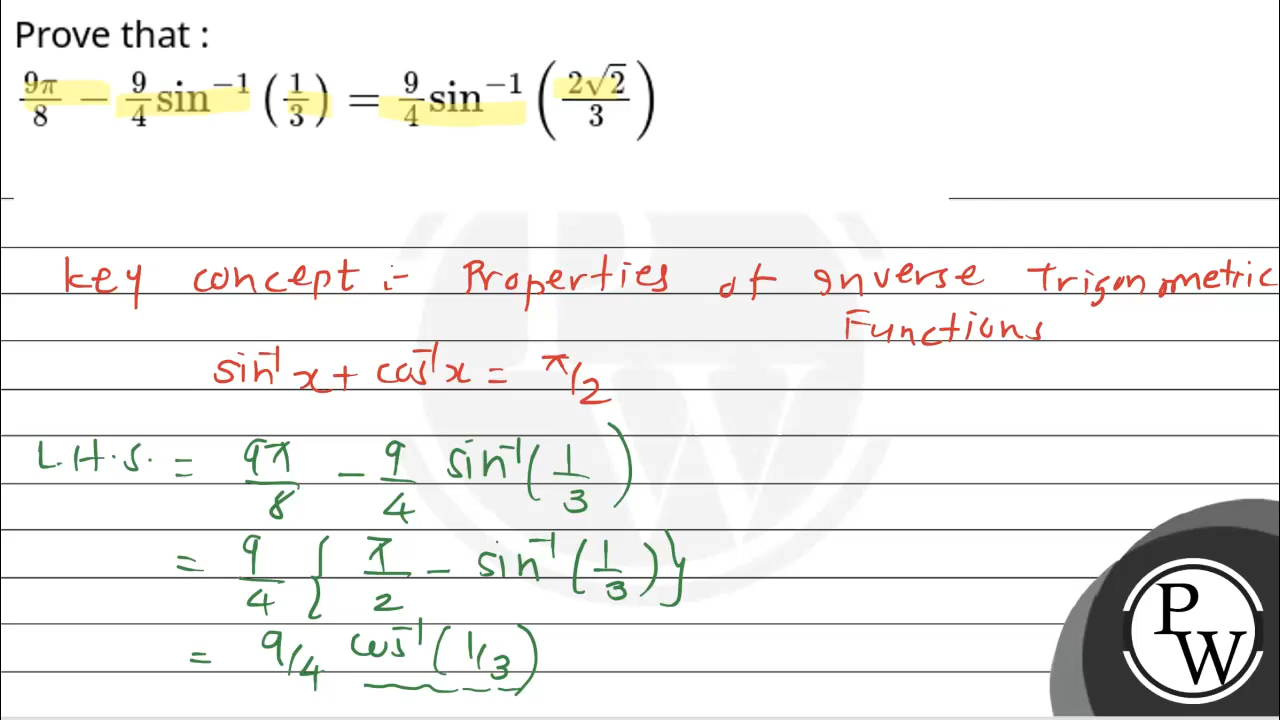 Prove that :
9π/8 − 9/4 sin⁻¹ (1/3) = 9/4 sin⁻¹ (2√2/3)
key concept :- Properties of Inverse Trigonometric
Functions
sin⁻¹x + cos⁻¹x = π/2
L.H.S. = 9π/8 − 9/4 sin⁻¹(1/3)
= 9/4 { π/2 − sin⁻¹(1/3) }
= 9/4 cos⁻¹(1/3)
P
W